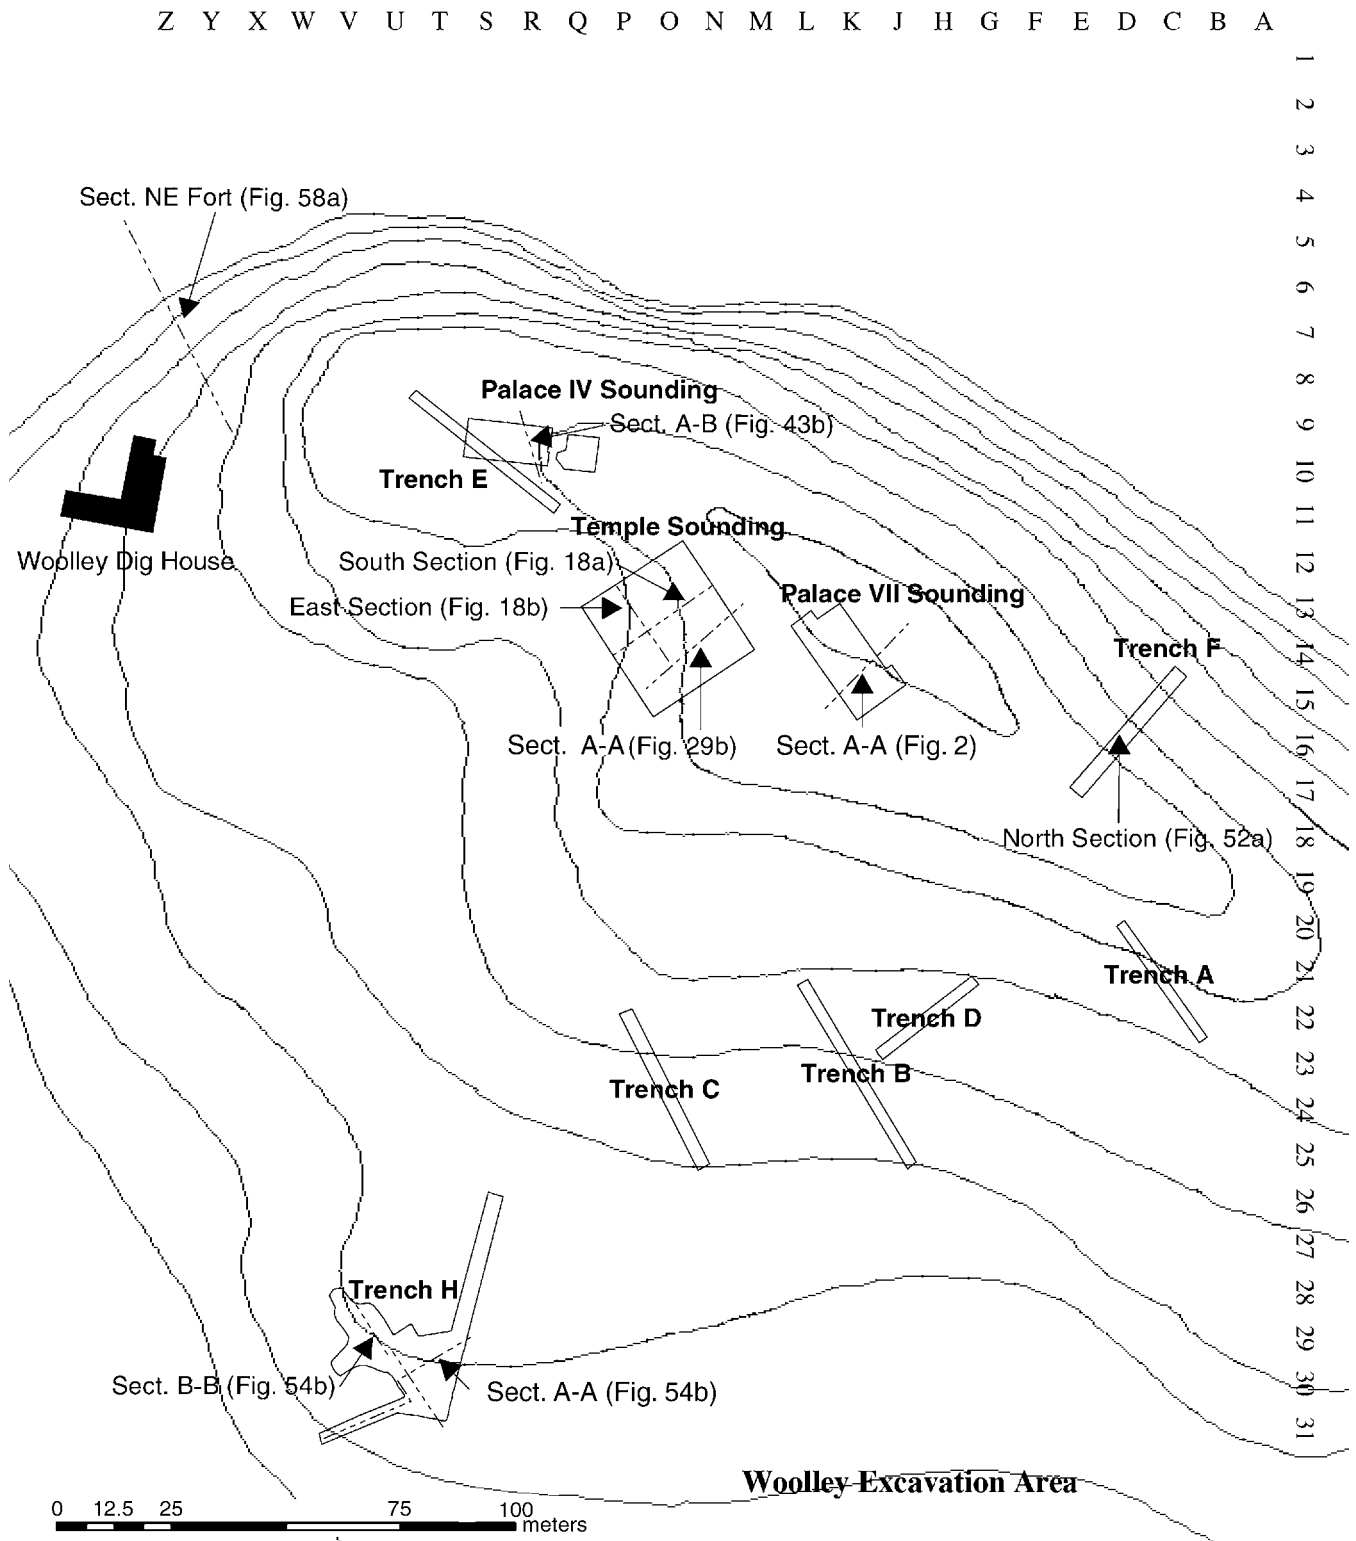 Z Y X W V U T S R Q P O N M L K J H G F E D C B A
1
2
3
4
Sect. NE Fort (Fig. 58a)
5
6
7
8
Palace IV Sounding
9
Sect. A-B (Fig. 43b)
10
Trench E
11
Temple Sounding
12
South Section (Fig. 18a)
Woolley Dig House
Palace VII Sounding
13
East Section (Fig. 18b)
14
Trench F
15
16
Sect. A-A (Fig. 29b)
Sect. A-A (Fig. 2)
17
18
North Section (Fig. 52a)
19
20
21
Trench A
22
Trench D
23
Trench B
Trench C
24
25
26
27
28
Trench H
29
30
Sect. B-B (Fig. 54b)
Sect. A-A (Fig. 54b)
31
Woolley Excavation Area
0 12.5 25 75 100
meters